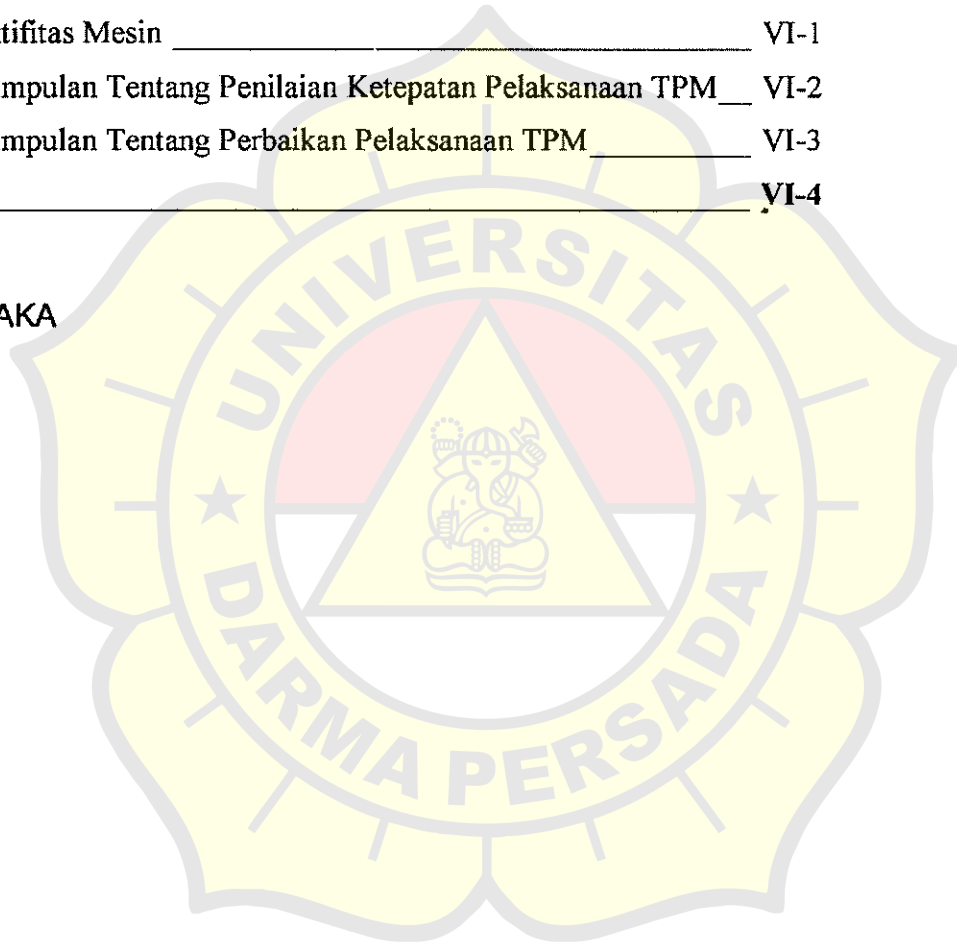 tifitas Mesin VI-1
mpulan Tentang Penilaian Ketepatan Pelaksanaan TPM VI-2
mpulan Tentang Perbaikan Pelaksanaan TPM VI-3
VI-4
AKA
UNIVERSITAS
DARMA PERSADA